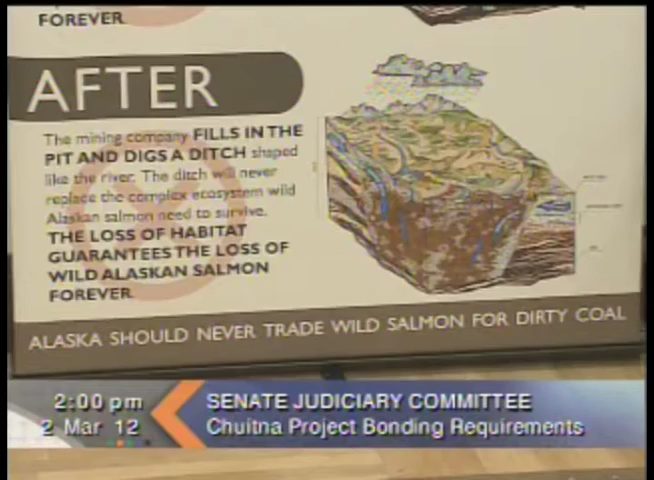 FOREVER
AFTER
The mining company FILLS IN THE
PIT AND DIGS A DITCH shaped
like the river. The ditch will never
replace the complex ecosystem wild
Alaskan salmon need to survive.
THE LOSS OF HABITAT
GUARANTEES THE LOSS OF
WILD ALASKAN SALMON
FOREVER
ALASKA SHOULD NEVER TRADE WILD SALMON FOR DIRTY COAL
2:00 pm
2 Mar 12
SENATE JUDICIARY COMMITTEE
Chuitna Project Bonding Requirements